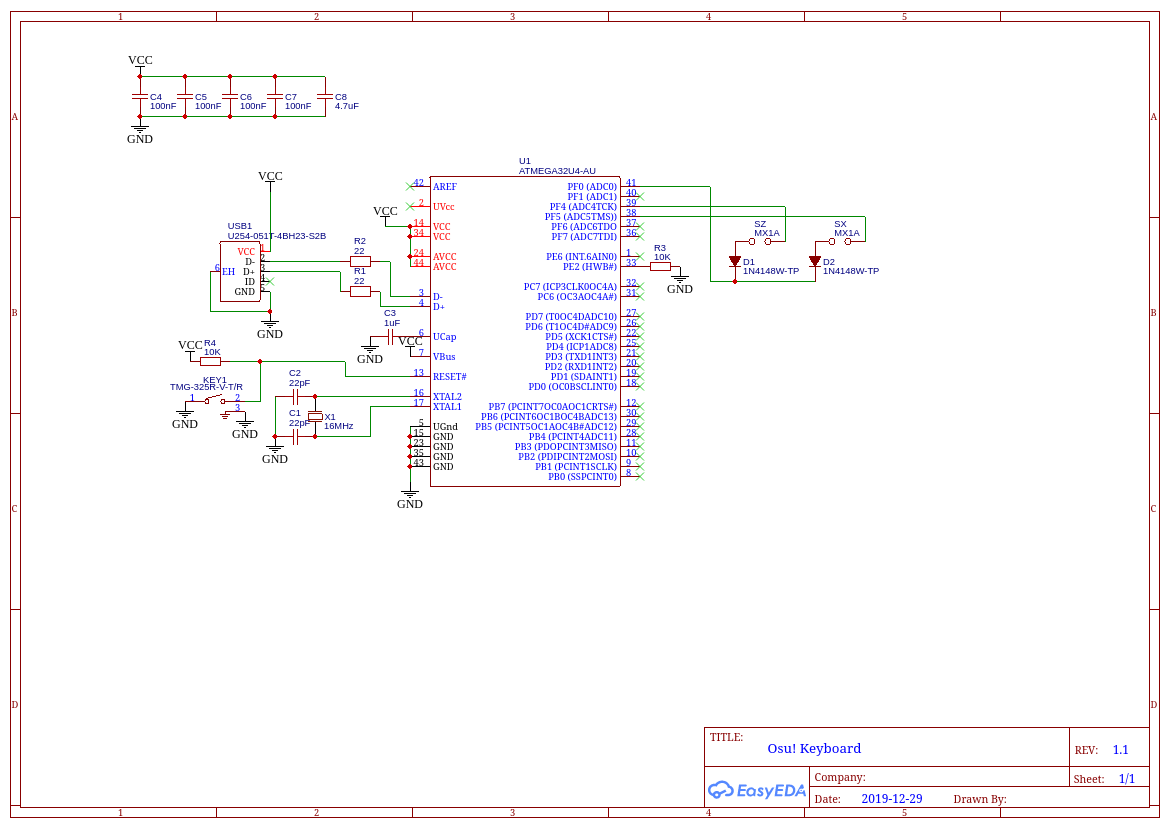 1 2 3 4 5
A
B
C
D
A
B
C
D
VCC
C4 C5 C6 C7 C8
100nF 100nF 100nF 100nF 4.7uF
GND
U1
ATMEGA32U4-AU
42 AREF
2 UVcc
VCC
14 VCC
34 VCC
24 AVCC
44 AVCC
3 D-
4 D+
6 UCap
7 VBus
13 RESET#
16 XTAL2
17 XTAL1
5 UGnd
15 GND
23 GND
35 GND
43 GND
GND
PF0 (ADC0) 41
PF1 (ADC1) 40
PF4 (ADC4TCK) 39
PF5 (ADC5TMS)) 38
PF6 (ADC6TDO 37
PF7 (ADC7TDI) 36
PE6 (INT.6AIN0) 1
PE2 (HWB#) 33
PC7 (ICP3CLK0OC4A) 32
PC6 (OC3AOC4A#) 31
PD7 (T0OC4DADC10) 27
PD6 (T1OC4D#ADC9) 26
PD5 (XCK1CTS#) 22
PD4 (ICP1ADC8) 25
PD3 (TXD1INT3) 21
PD2 (RXD1INT2) 20
PD1 (SDAINT1) 19
PD0 (OC0BSCLINT0) 18
PB7 (PCINT7OC0AOC1CRTS#) 12
PB6 (PCINT6OC1BOC4BADC13) 30
PB5 (PCINT5OC1AOC4B#ADC12) 29
PB4 (PCINT4ADC11) 28
PB3 (PDOPCINT3MISO) 11
PB2 (PDIPCINT2MOSI) 10
PB1 (PCINT1SCLK) 9
PB0 (SSPCINT0) 8
R3
10K
GND
SZ
MX1A
SX
MX1A
D1
1N4148W-TP
D2
1N4148W-TP
VCC
USB1
U254-051T-4BH23-S2B
VCC 1
D- 2
6 EH D+ 3
ID 4
GND 5
GND
R2
22
R1
22
C3
1uF
GND
VCC
VCC
R4
10K
KEY1
TMG-325R-V-T/R
1 2
3
GND
GND
C2
22pF
C1
22pF
X1
16MHz
GND
TITLE:
Osu! Keyboard
REV: 1.1
EasyEDA
Company:
Sheet: 1/1
Date: 2019-12-29 Drawn By:
1 2 3 4 5